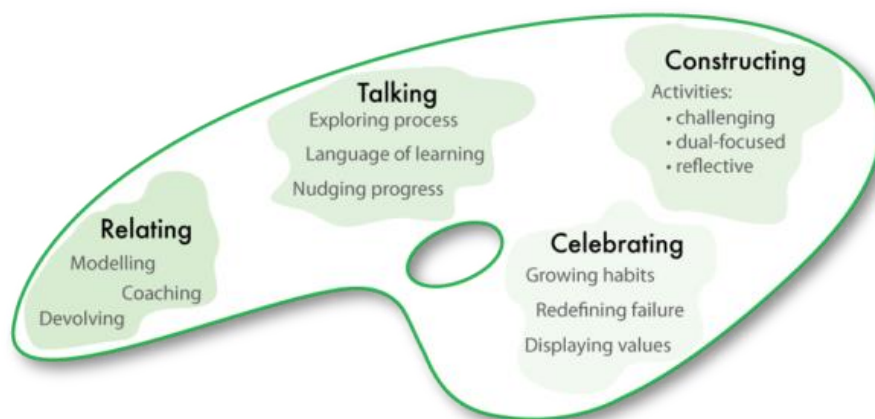 Relating
Modelling
Coaching
Devolving
Talking
Exploring process
Language of learning
Nudging progress
Constructing
Activities:
• challenging
• dual-focused
• reflective
Celebrating
Growing habits
Redefining failure
Displaying values